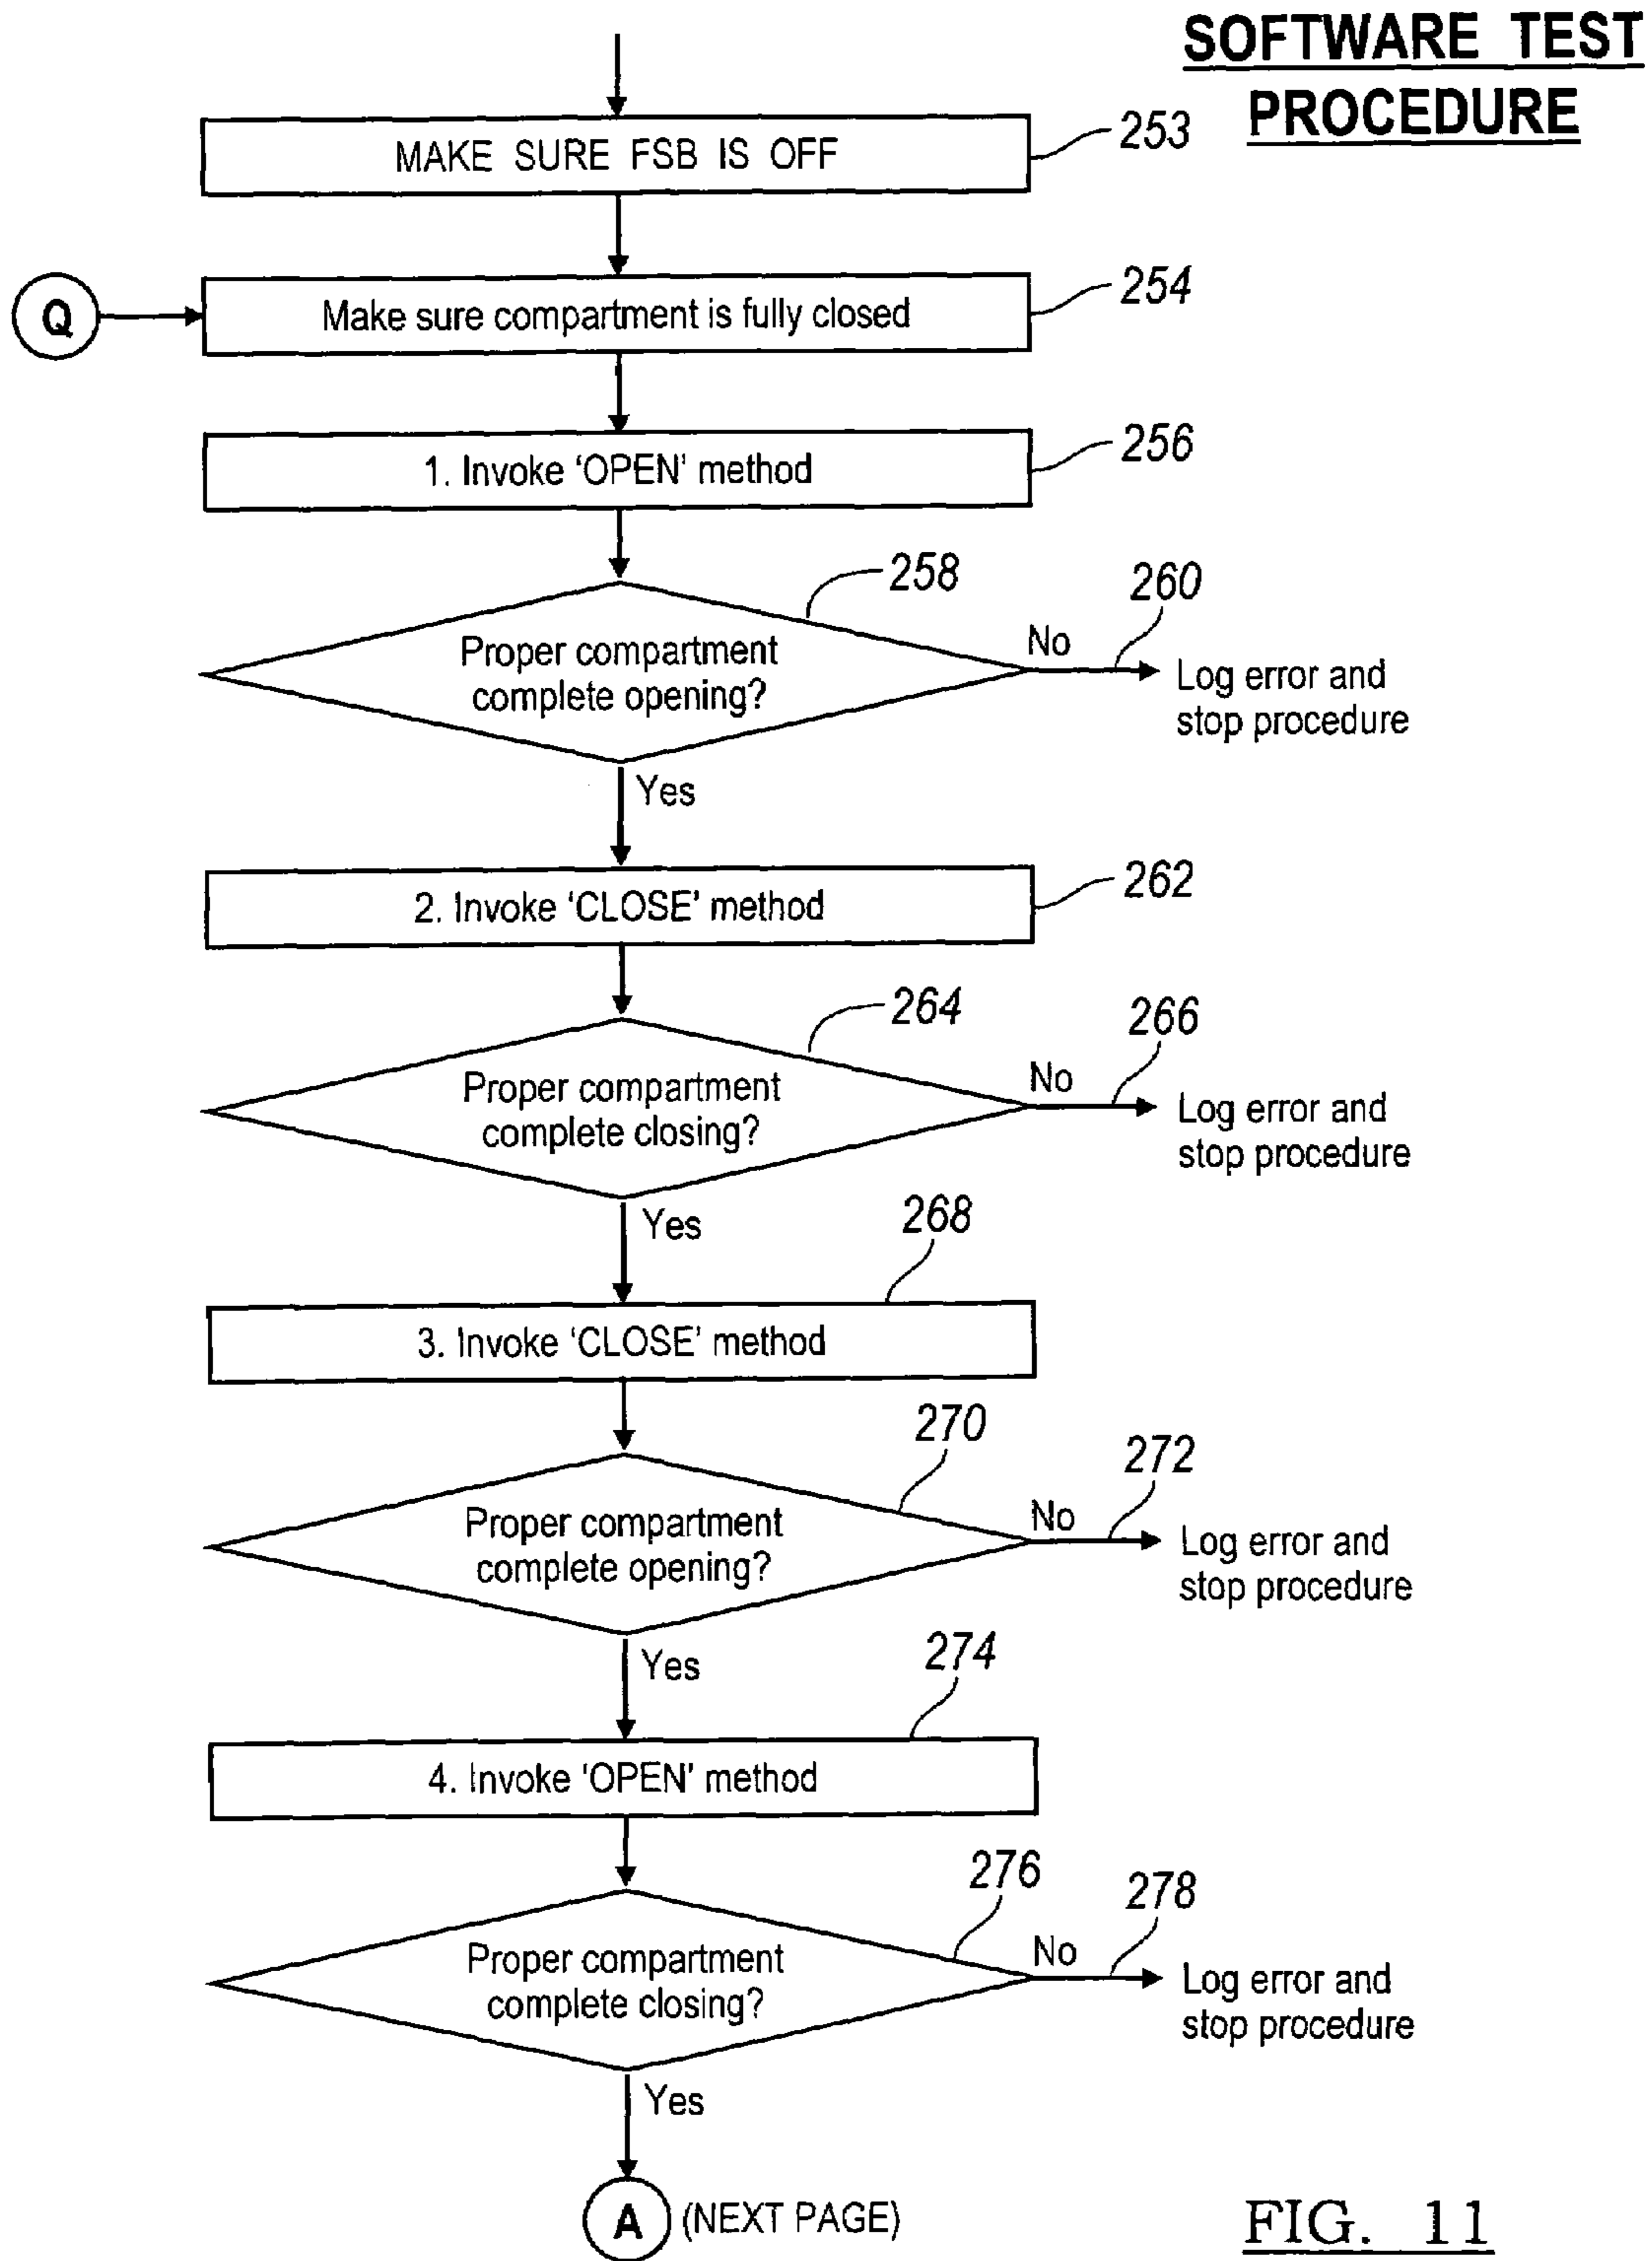 SOFTWARE TEST
PROCEDURE
MAKE SURE FSB IS OFF
253
Q
Make sure compartment is fully closed
254
1. Invoke ‘OPEN’ method
256
258
Proper compartment
complete opening?
No
260
Log error and
stop procedure
Yes
2. Invoke ‘CLOSE’ method
262
264
Proper compartment
complete closing?
No
266
Log error and
stop procedure
Yes
268
3. Invoke ‘CLOSE’ method
270
Proper compartment
complete opening?
No
272
Log error and
stop procedure
Yes
274
4. Invoke ‘OPEN’ method
276
Proper compartment
complete closing?
No
278
Log error and
stop procedure
Yes
A (NEXT PAGE)
FIG. 11